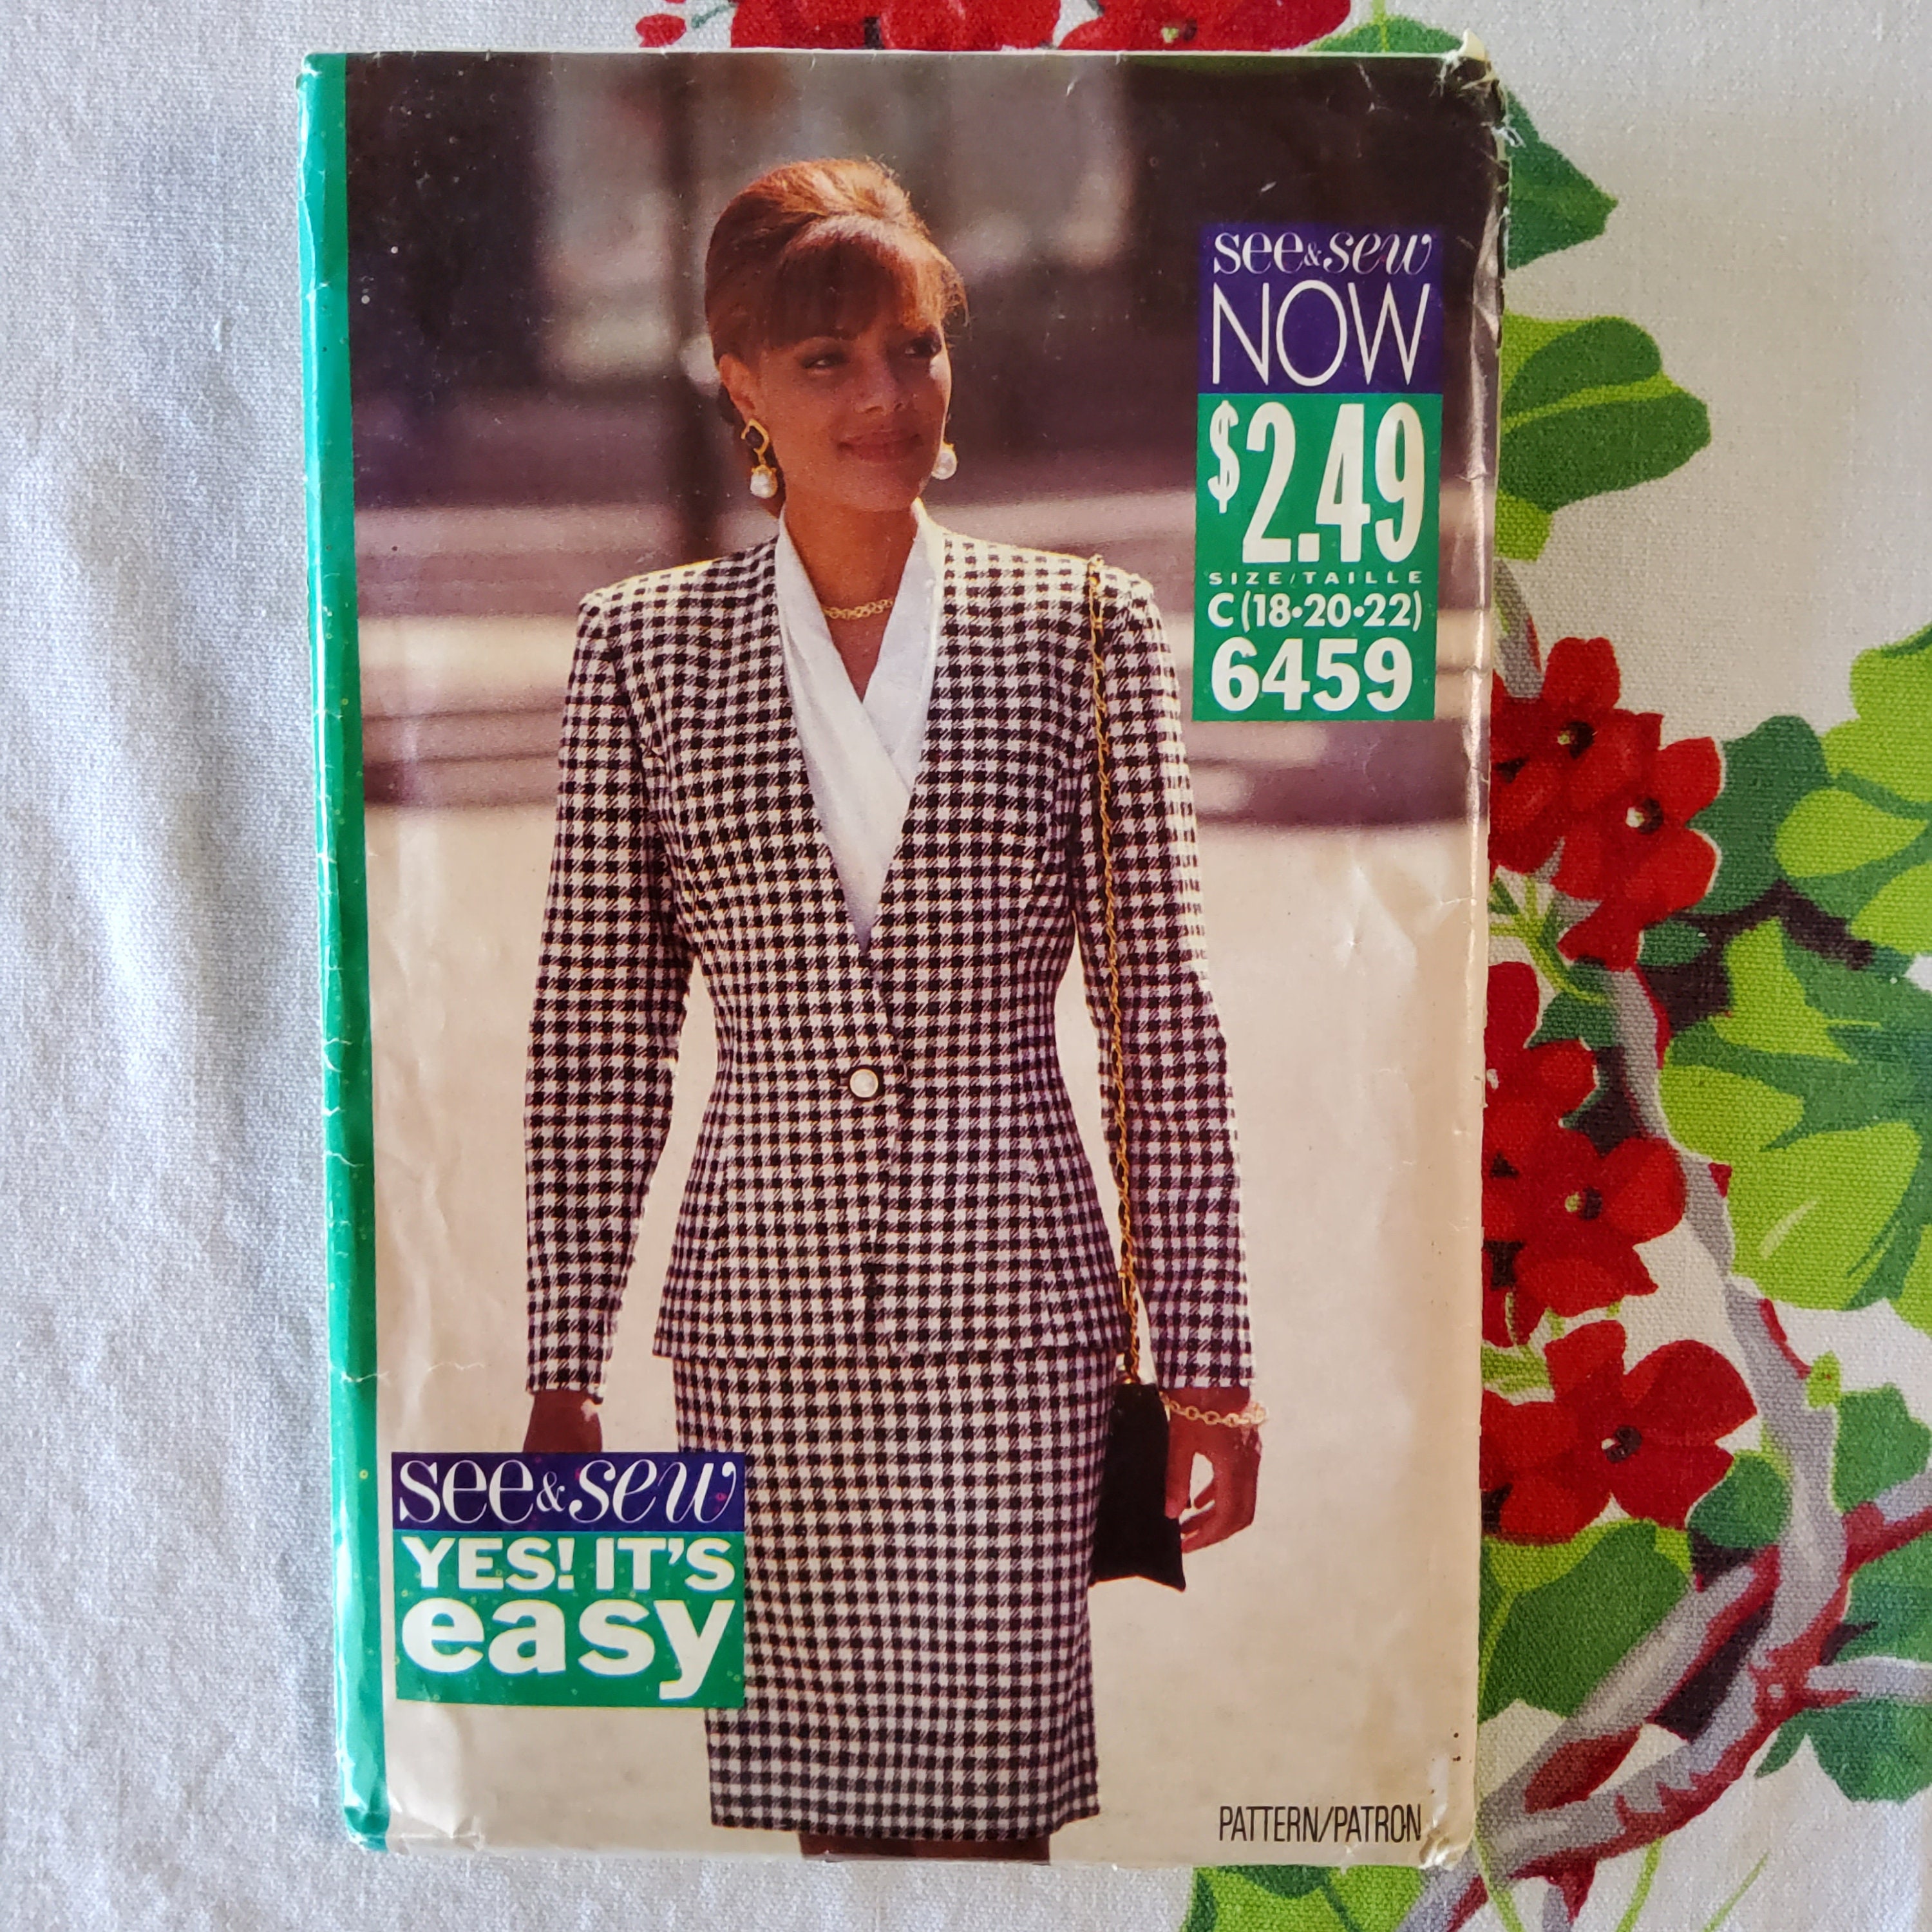 see & sew
NOW
$2.49
SIZE/TAILLE
C (18•20•22)
6459
see & sew
YES! IT'S
easy
PATTERN/PATRON